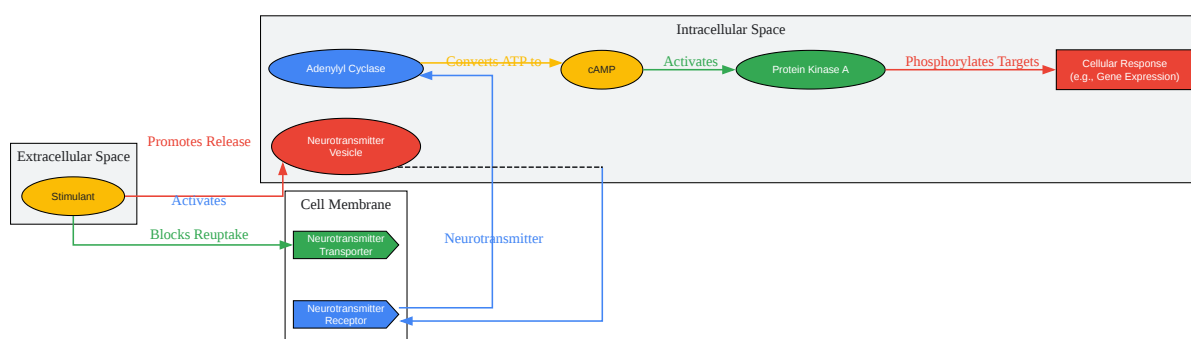 Intracellular Space
Adenylyl Cyclase
Converts ATP to
cAMP
Activates
Protein Kinase A
Phosphorylates Targets
Cellular Response
(e.g., Gene Expression)
Promotes Release
Neurotransmitter
Vesicle
Extracellular Space
Stimulant
Activates
Cell Membrane
Blocks Reuptake
Neurotransmitter
Transporter
Neurotransmitter
Neurotransmitter
Receptor